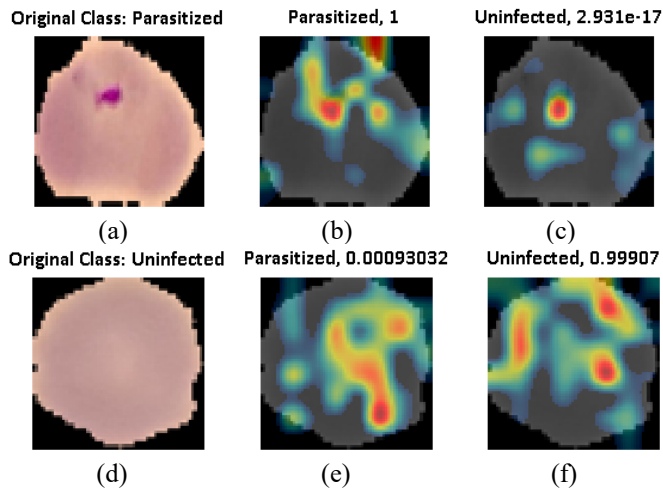 Original Class: Parasitized
Parasitized, 1
Uninfected, 2.931e-17
(a)
(b)
(c)
Original Class: Uninfected
Parasitized, 0.00093032
Uninfected, 0.99907
(d)
(e)
(f)